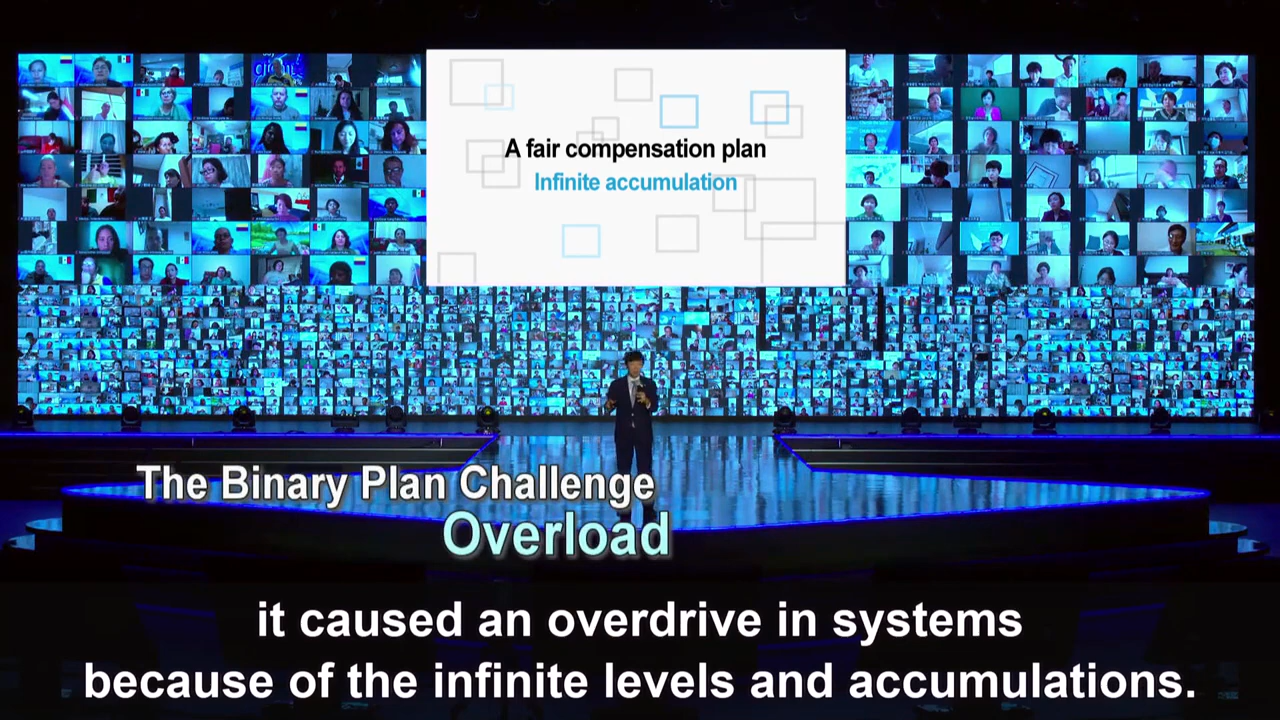 A fair compensation plan
Infinite accumulation
The Binary Plan Challenge
Overload
it caused an overdrive in systems
because of the infinite levels and accumulations.